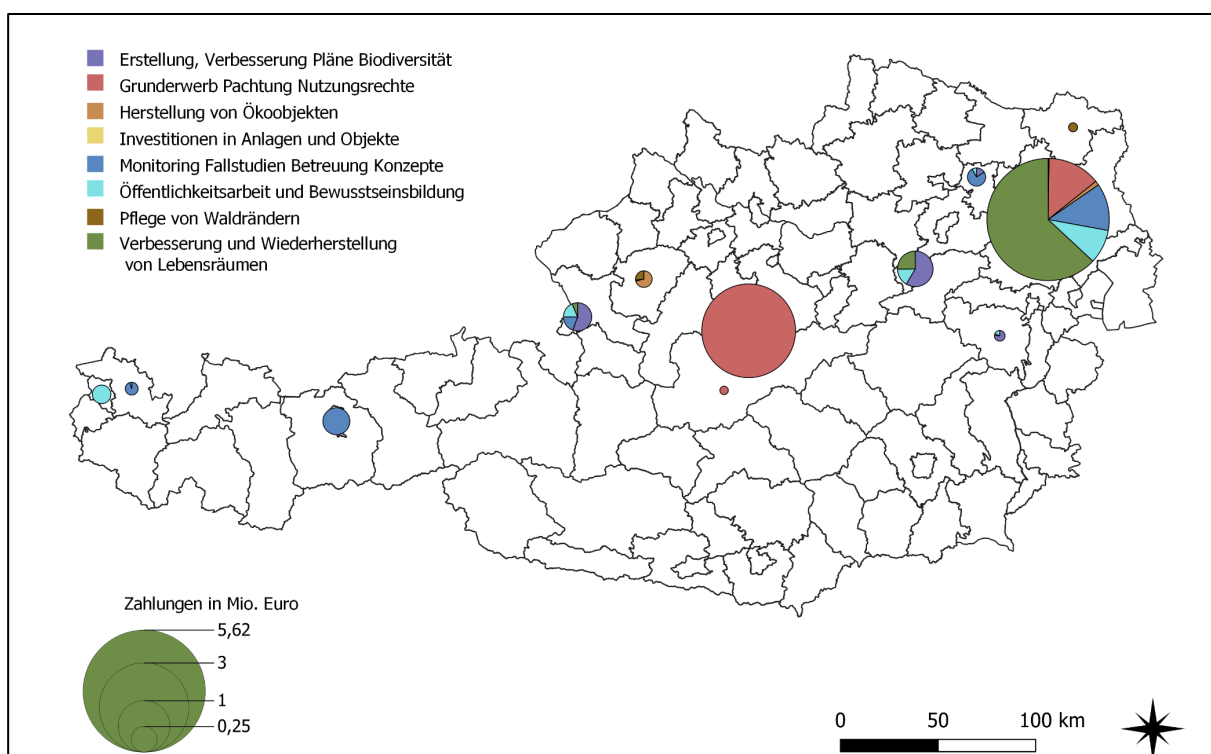 Erstellung, Verbesserung Pläne Biodiversität
Grunderwerb Pachtung Nutzungsrechte
Herstellung von Ökoobjekten
Investitionen in Anlagen und Objekte
Monitoring Fallstudien Betreuung Konzepte
Öffentlichkeitsarbeit und Bewusstseinsbildung
Pflege von Waldrändern
Verbesserung und Wiederherstellung
von Lebensräumen
Zahlungen in Mio. Euro
5,62
3
1
0,25
0 50 100 km